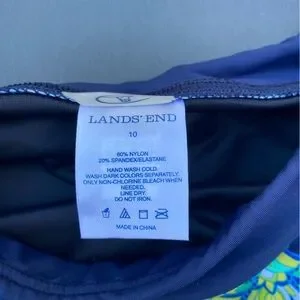 LANDS' END
10
80% NYLON
20% SPANDEX/ELASTANE
HAND WASH COLD.
WASH DARK COLORS SEPARATELY.
ONLY NON-CHLORINE BLEACH WHEN
NEEDED.
LINE DRY.
DO NOT IRON.
MADE IN CHINA